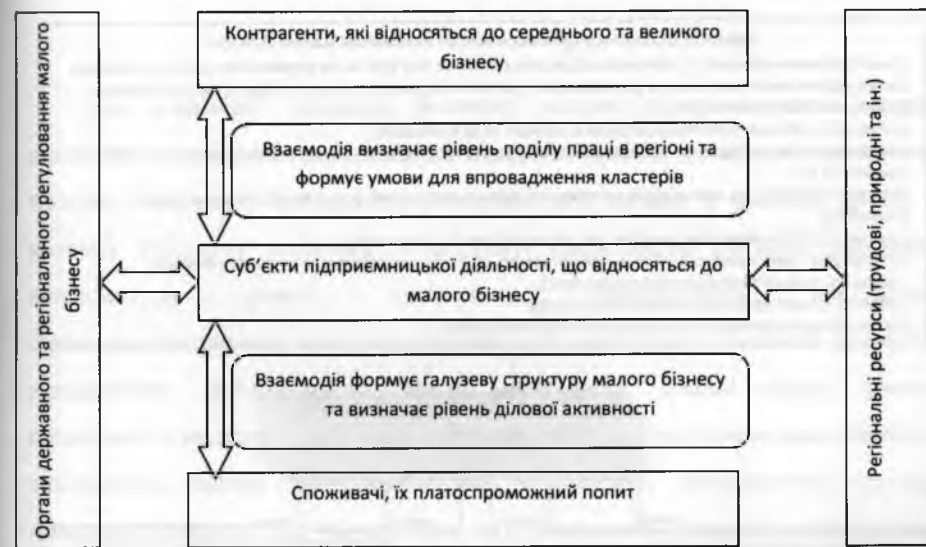 Органи державного та регіонального регулювання малого
бізнесу
Контрагенти, які відносяться до середнього та великого
бізнесу
Взаємодія визначає рівень поділу праці в регіоні та
формує умови для впровадження кластерів
Суб’єкти підприємницької діяльності, що відносяться до
малого бізнесу
Взаємодія формує галузеву структуру малого бізнесу
та визначає рівень ділової активності
Споживачі, їх платоспроможний попит
Регіональні ресурси (трудові, природні та ін.)